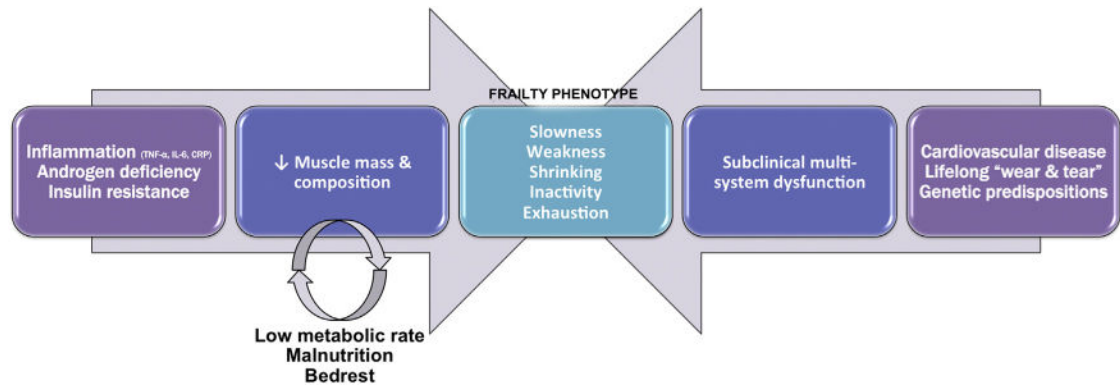 FRAILTY PHENOTYPE
Inflammation (TNF-α, IL-6, CRP)
Androgen deficiency
Insulin resistance
↓ Muscle mass &
composition
Slowness
Weakness
Shrinking
Inactivity
Exhaustion
Subclinical multi-
system dysfunction
Cardiovascular disease
Lifelong "wear & tear"
Genetic predispositions
Low metabolic rate
Malnutrition
Bedrest